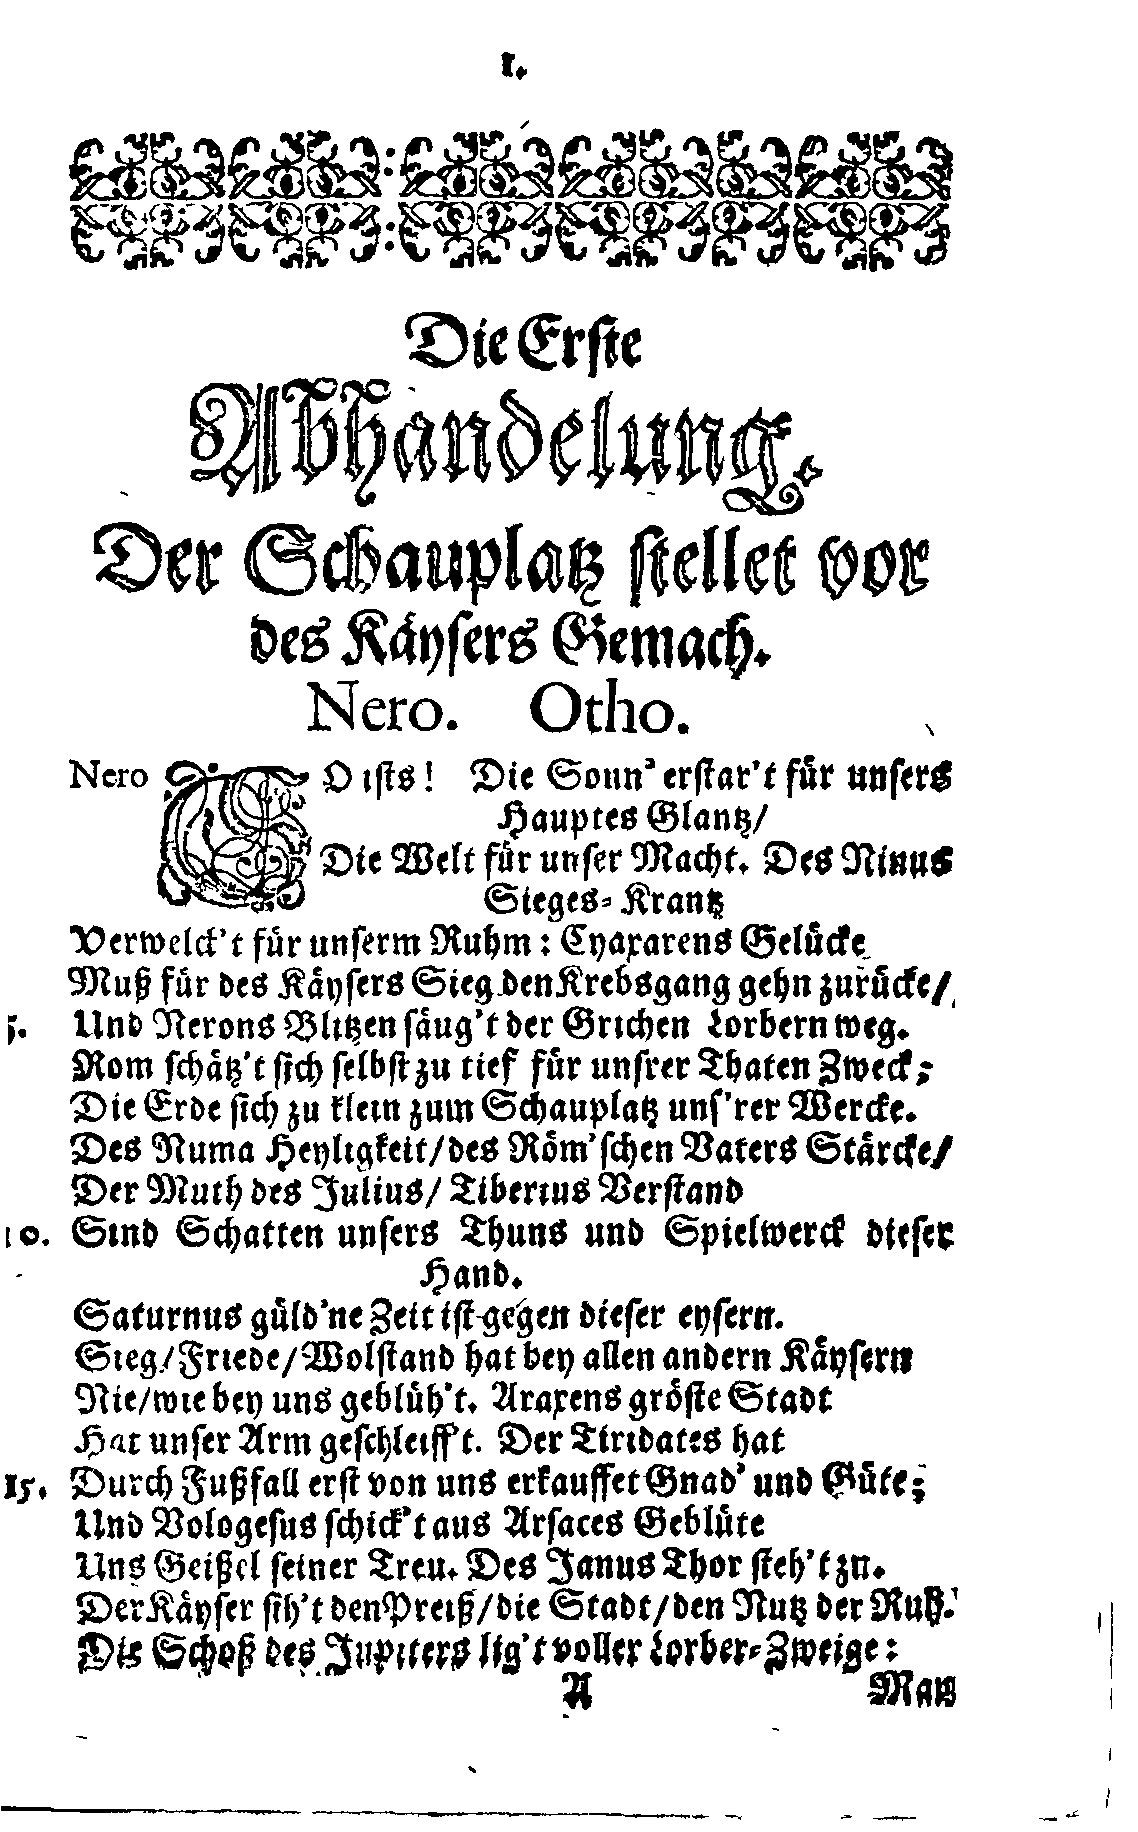 I.
Die Erste
Abhandelung.
Der Schauplatz stellet vor
des Käysers Gemach.
Nero. Otho.
Nero SO ists! Die Sonn' erstar't für unsers
Hauptes Glantz/
Die Welt für unser Macht. Des Ninus
Sieges-Krantz
Verwelck't für unserm Ruhm: Cyaxarens Gelücke
Muß für des Käysers Sieg den Krebsgang gehn zurücke/
5. Und Nerons Blitzen säug't der Grichen Lorbern weg.
Rom schätz't sich selbst zu tief für unsrer Thaten Zweck;
Die Erde sich zu klein zum Schauplatz uns'rer Wercke.
Des Numa Heyligkeit/des Röm'schen Vaters Stärcke/
Der Muth des Julius/ Tiberius Verstand
10. Sind Schatten unsers Thuns und Spielwerck dieser
Hand.
Saturnus güld'ne Zeit ist gegen dieser eysern.
Sieg/Friede/Wolstand hat bey allen andern Käysern
Nie/wie bey uns geblüh't. Araxens gröste Stadt
Hat unser Arm geschleifft. Der Tiridates hat
15. Durch Fußfall erst von uns erkauffet Gnad' und Güte;
Und Vologesus schick't aus Arsaces Geblüte
Uns Geißel seiner Treu. Des Janus Thor steh't zu.
Der Käyser sih't den Preiß/die Stadt/den Nutz der Ruh.
Die Schoß des Jupiters lig't voller Lorber-Zweige:
A Man